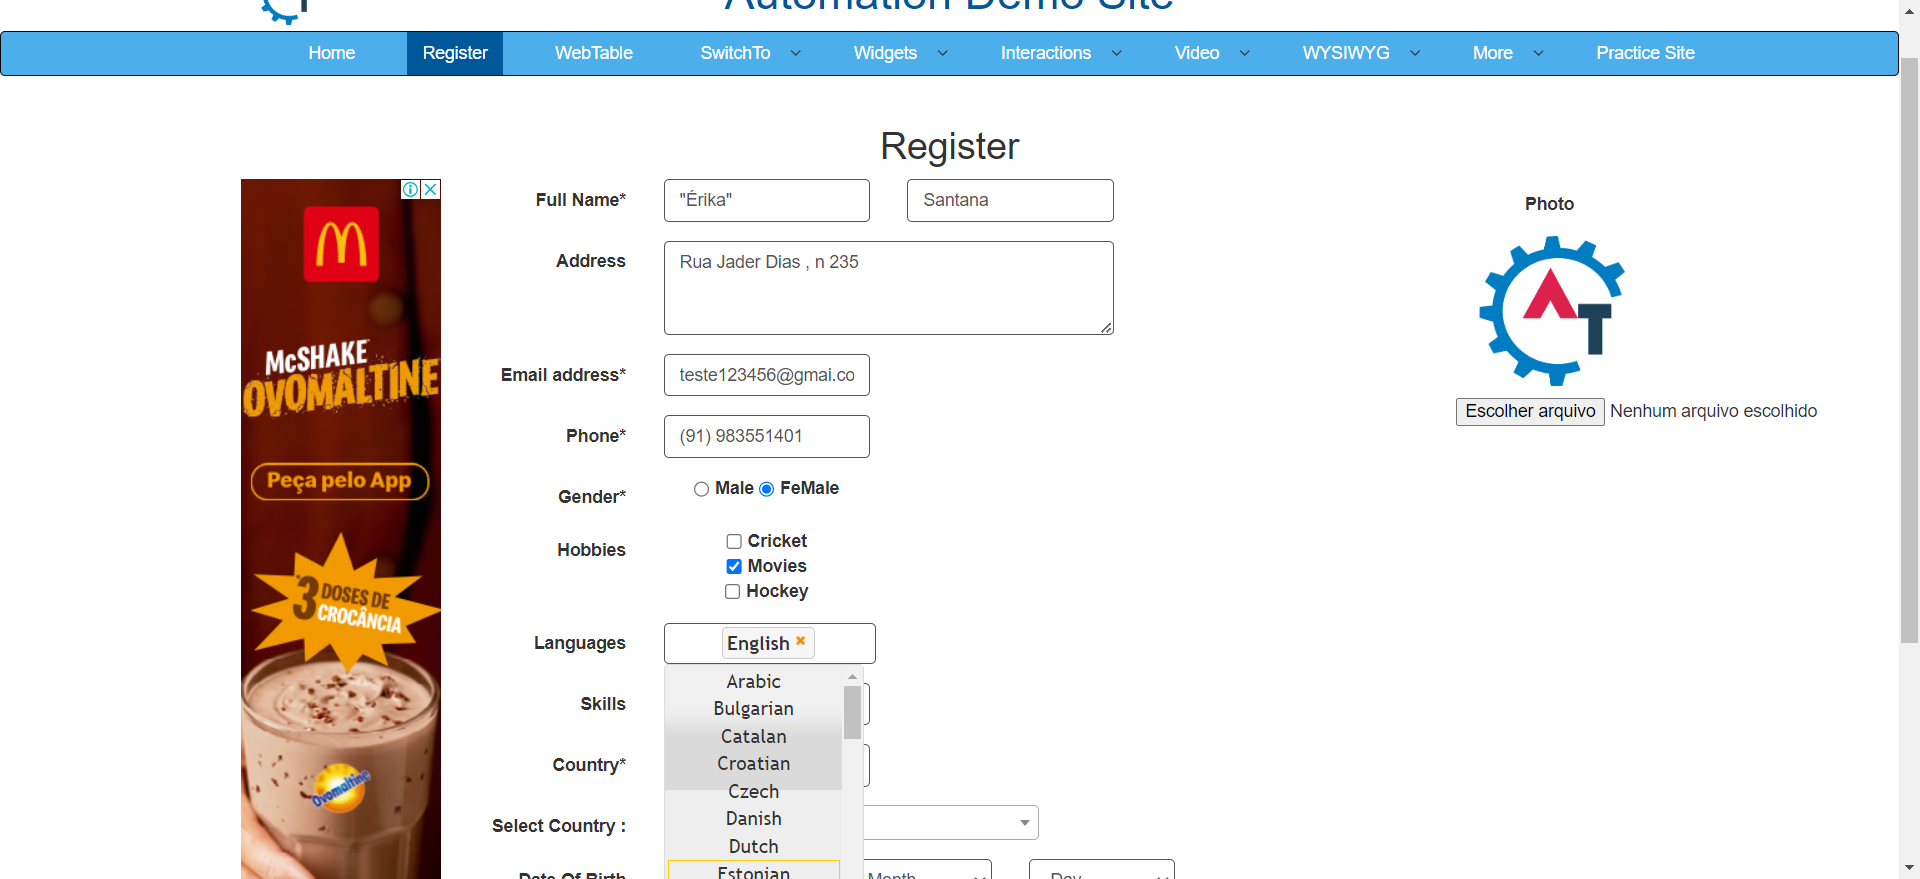 Automation Demo Site
Home Register WebTable SwitchTo Widgets Interactions Video WYSIWYG More Practice Site
Register
McSHAKE
OVOMALTINE
Peça pelo App
3 DOSES DE
CROCÂNCIA
Ovomaltine
Full Name* "Érika" Santana
Address Rua Jader Dias , n 235
Email address* teste123456@gmai.co
Phone* (91) 983551401
Gender* Male FeMale
Hobbies Cricket
Movies
Hockey
Languages English
Arabic
Bulgarian
Catalan
Croatian
Czech
Danish
Dutch
Estonian
Skills
Country*
Select Country :
Date Of Birth Month Day
Photo
AT
Escolher arquivo Nenhum arquivo escolhido